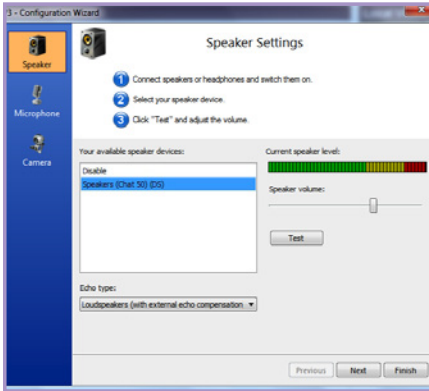 3 - Configuration Wizard
Speaker
Microphone
Camera
Speaker Settings
1 Connect speakers or headphones and switch them on.
2 Select your speaker device.
3 Click "Test" and adjust the volume.
Your available speaker devices:
Disable
Speakers (Chat 50) (DS)
Echo type:
Loudspeakers (with external echo compensation
Current speaker level:
Speaker volume:
Test
Previous
Next
Finish